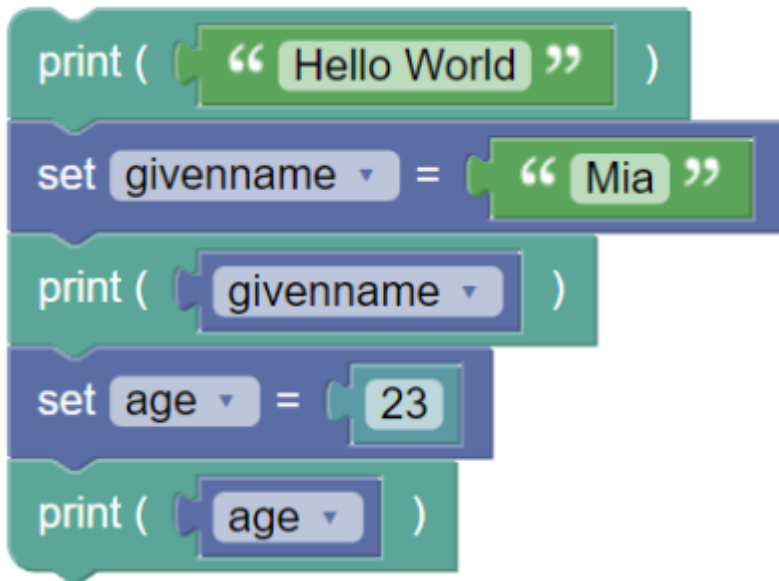 print ( “ Hello World ” )
set givenname ▾ = “ Mia ”
print ( givenname ▾ )
set age ▾ = 23
print ( age ▾ )